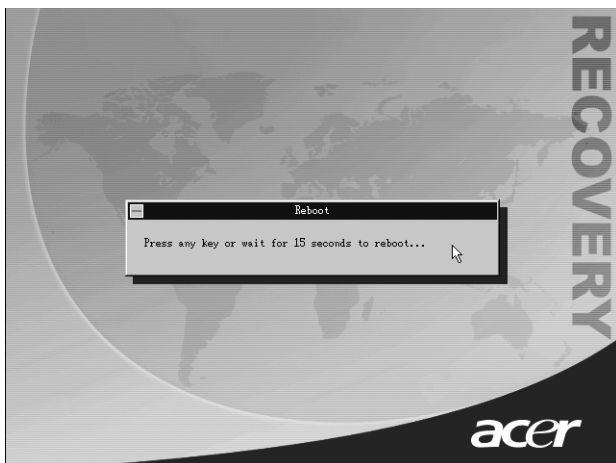 RECOVERY
Reboot
Press any key or wait for 15 seconds to reboot...
acer